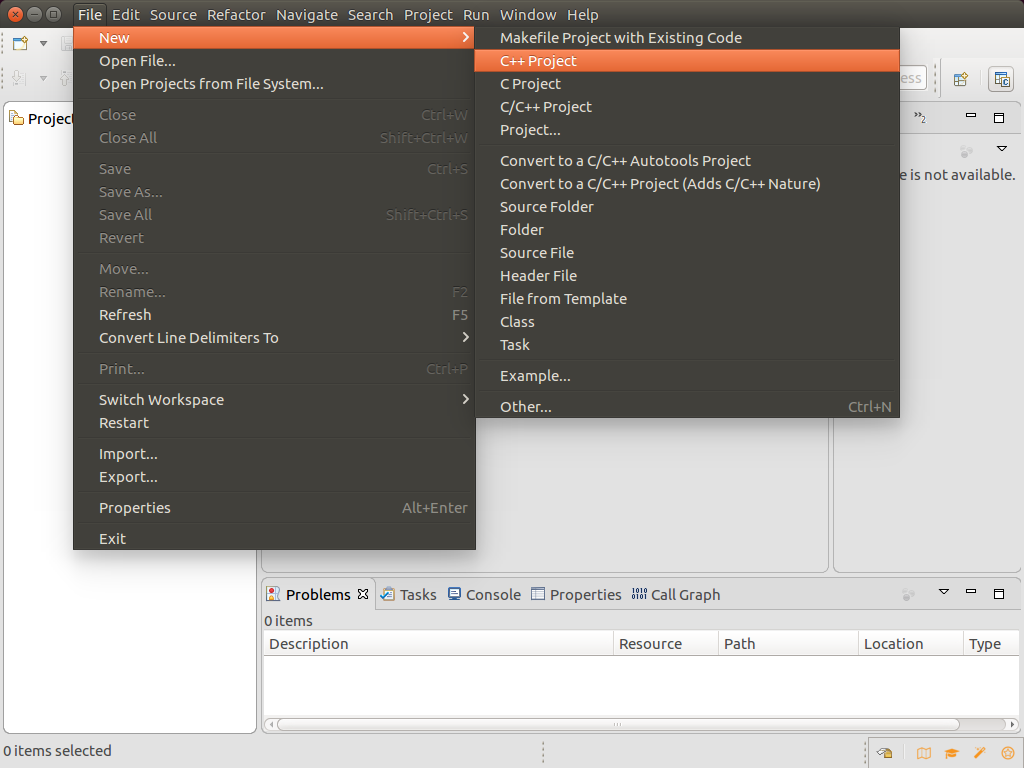 File Edit Source Refactor Navigate Search Project Run Window Help
New
Open File...
Open Projects from File System...
Close Ctrl+W
Close All Shift+Ctrl+W
Save Ctrl+S
Save As...
Save All Shift+Ctrl+S
Revert
Move...
Rename... F2
Refresh F5
Convert Line Delimiters To
Print... Ctrl+P
Switch Workspace
Restart
Import...
Export...
Properties Alt+Enter
Exit
Makefile Project with Existing Code
C++ Project
C Project
C/C++ Project
Project...
Convert to a C/C++ Autotools Project
Convert to a C/C++ Project (Adds C/C++ Nature)
Source Folder
Folder
Source File
Header File
File from Template
Class
Task
Example...
Other... Ctrl+N
Project
ess
»2
e is not available.
Problems Tasks Console Properties Call Graph
0 items
Description Resource Path Location Type
0 items selected